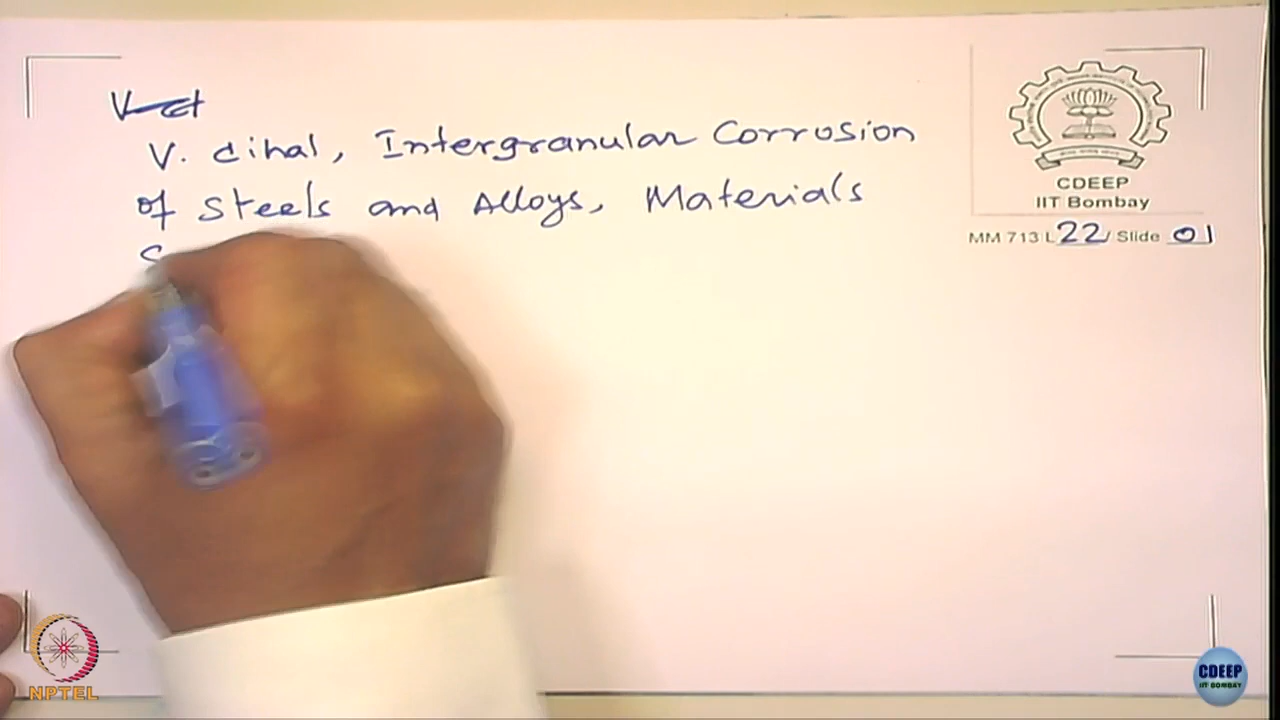 V. Cihal, Intergranular Corrosion
of Steels and Alloys, Materials
S
CDEEP
IIT Bombay
MM 713 L 22 / Slide 01
NPTEL
CDEEP
IIT BOMBAY